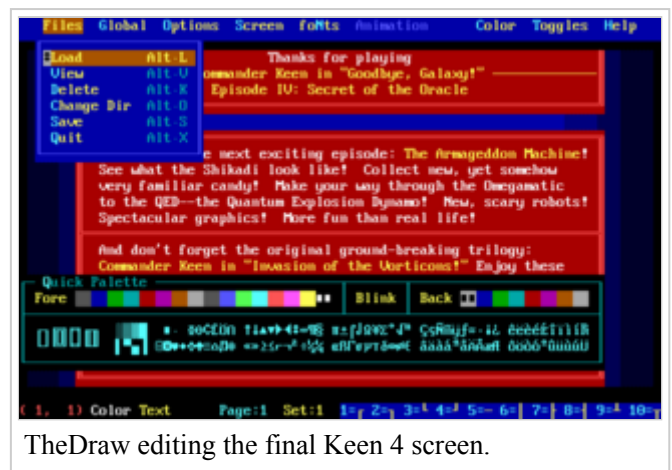 Files Global Options Screen foNts Animation Color Toggles Help
Load Alt-L
View Alt-V
Delete Alt-K
Change Dir Alt-O
Save Alt-S
Quit Alt-X
Thanks for playing
ommander Keen in "Goodbye, Galaxy!"
Episode IV: Secret of the Oracle
e next exciting episode: The Armageddon Machine!
See what the Shikadi look like! Collect new, yet somehow
very familiar candy! Make your way through the Omegamatic
to the QED--the Quantum Explosion Dynamo! New, scary robots!
Spectacular graphics! More fun than real life!
And don't forget the original ground-breaking trilogy:
Commander Keen in "Invasion of the Vorticons!" Enjoy these
Quick Palette
Fore Blink Back
( 1, 1) Color Text Page:1 Set:1
TheDraw editing the final Keen 4 screen.